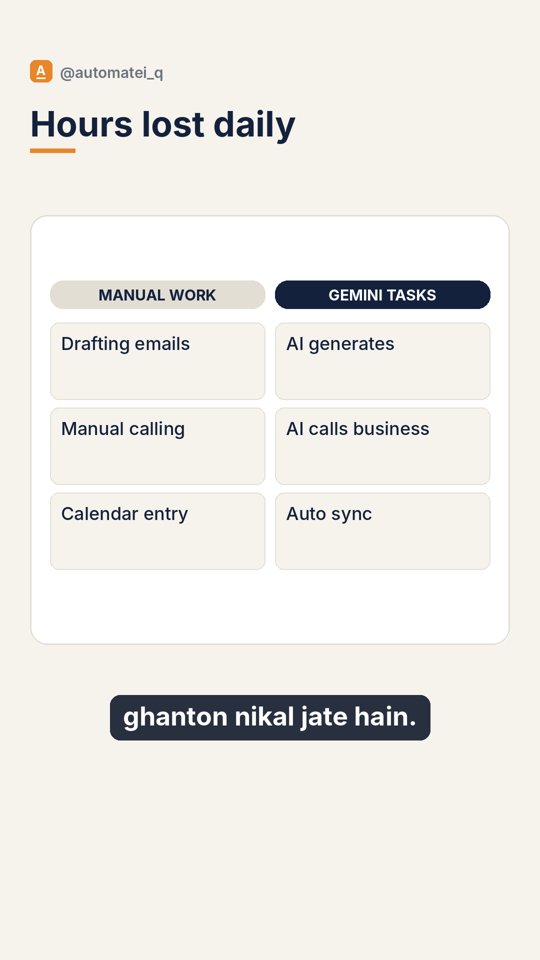 A
@automatei_q
Hours lost daily
MANUAL WORK
GEMINI TASKS
Drafting emails
AI generates
Manual calling
AI calls business
Calendar entry
Auto sync
ghanton nikal jate hain.